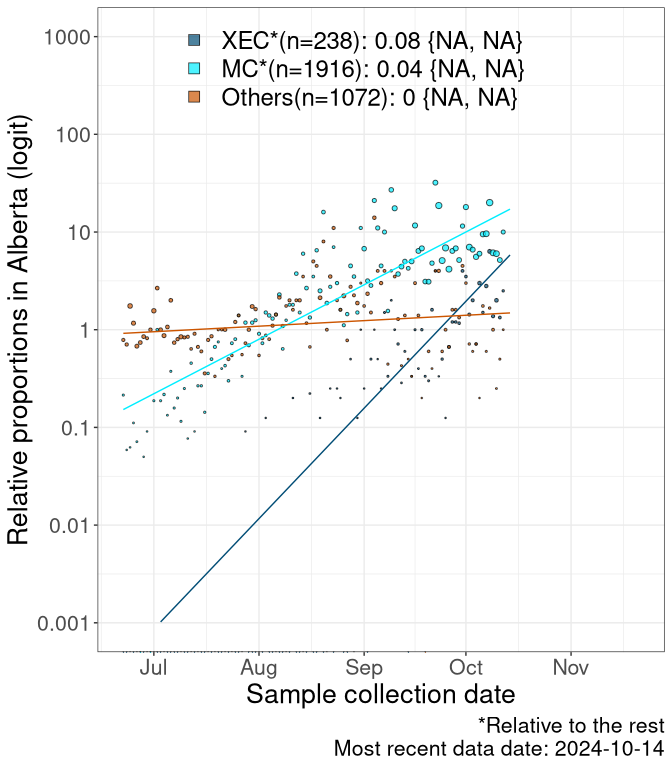 XEC*(n=238): 0.08 {NA, NA}
MC*(n=1916): 0.04 {NA, NA}
Others(n=1072): 0 {NA, NA}
Relative proportions in Alberta (logit)
1000
100
10
1
0.1
0.01
0.001
Jul Aug Sep Oct Nov
Sample collection date
*Relative to the rest
Most recent data date: 2024-10-14